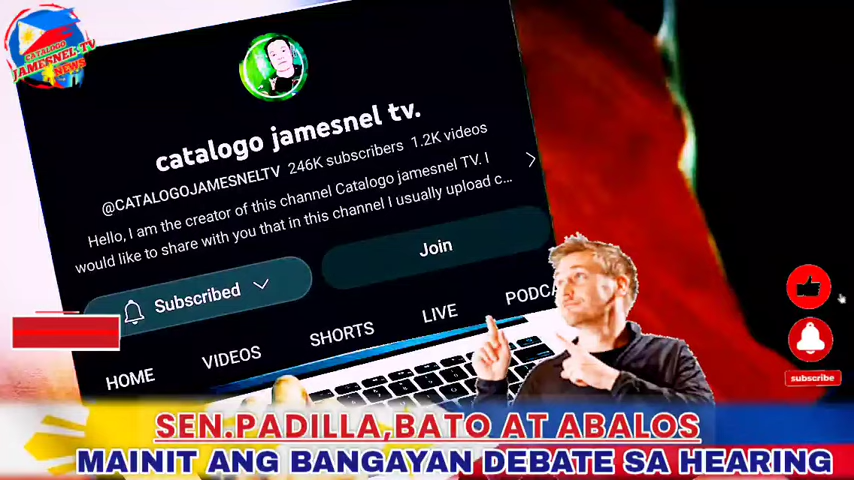 CATALOGO
JAMESNEL TV
NEWS
catalogo jamesnel tv.
@CATALOGOJAMESNELTV 246K subscribers 1.2K videos
Hello, I am the creator of this channel Catalogo jamesnel TV. I
would like to share with you that in this channel I usually upload c...
Join
Subscribed
HOME VIDEOS SHORTS LIVE PODCA
subscribe
SEN.PADILLA,BATO AT ABALOS
MAINIT ANG BANGAYAN DEBATE SA HEARING